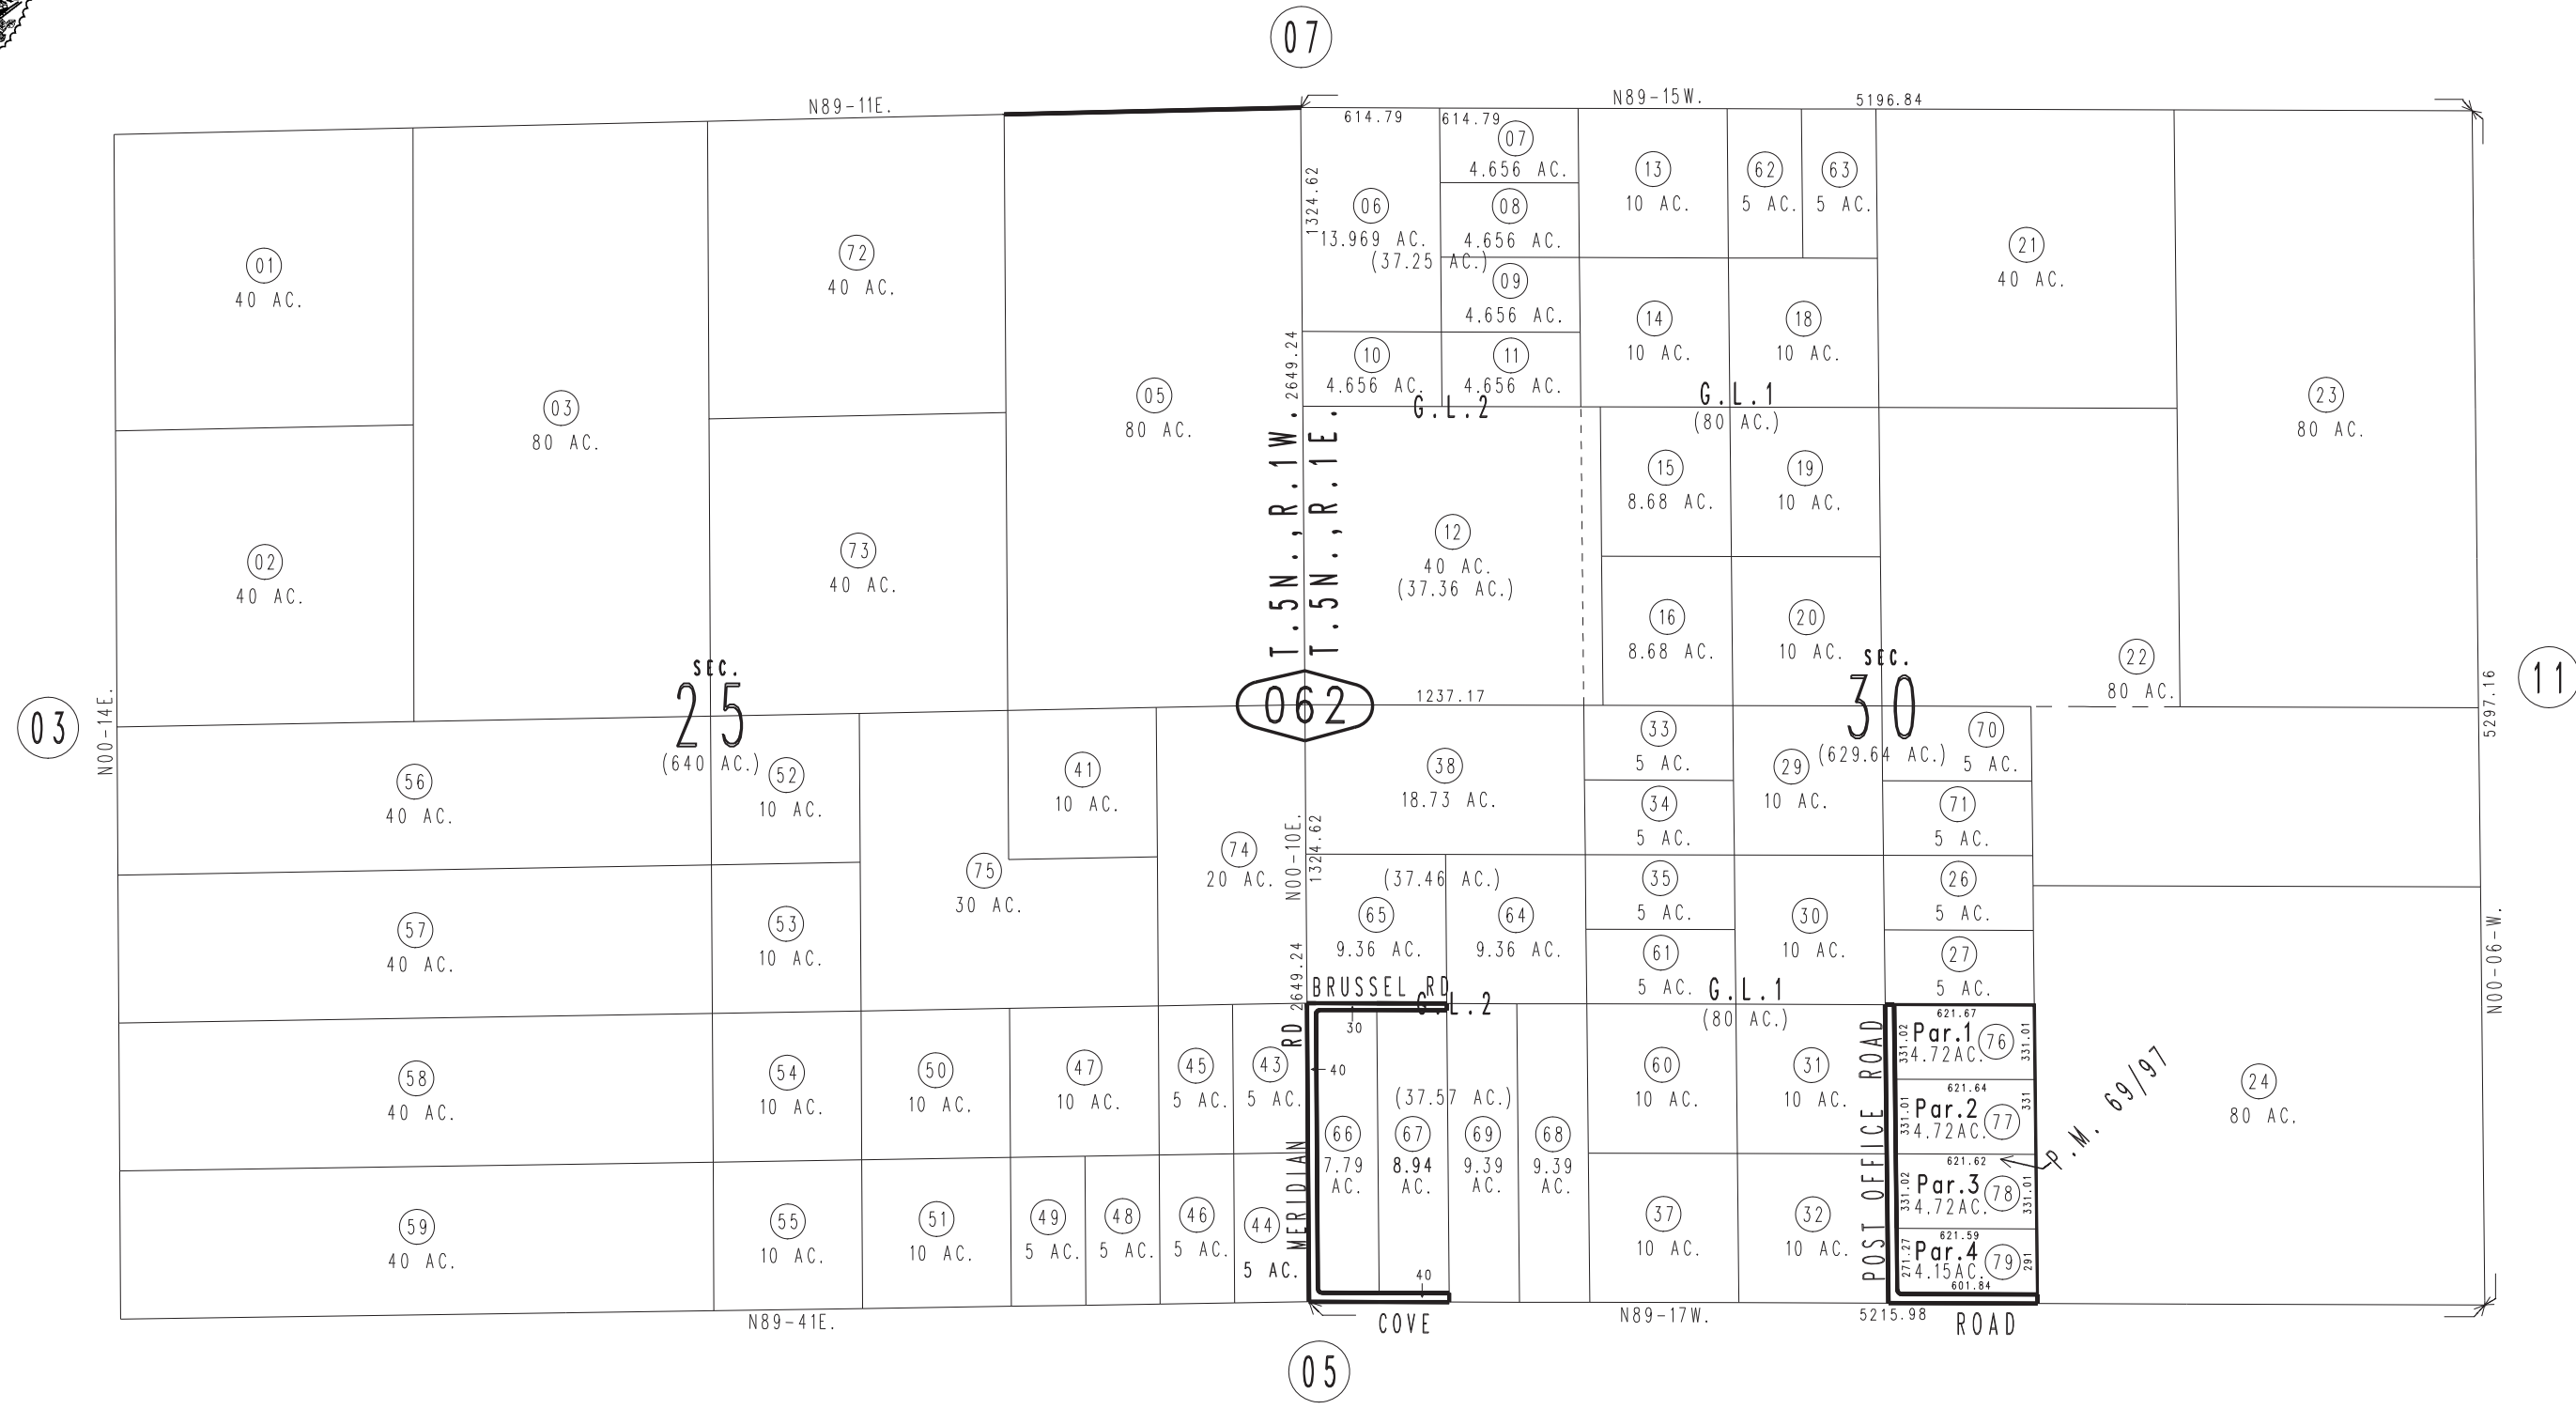 07
N89-11E.
N89-15W.
5196.84
614.79
614.79
1324.62
07
4.656 AC.
13
10 AC.
62
5 AC.
63
5 AC.
06
13.969 AC.
(37.25 AC.)
08
4.656 AC.
21
40 AC.
01
40 AC.
72
40 AC.
09
4.656 AC.
14
10 AC.
18
10 AC.
2649.24
10
4.656 AC.
11
4.656 AC.
G.L.2
G.L.1
(80 AC.)
03
80 AC.
05
80 AC.
23
80 AC.
T.5N.,R.1W.
T.5N.,R.1E.
15
8.68 AC.
19
10 AC.
12
40 AC.
(37.36 AC.)
02
40 AC.
73
40 AC.
16
8.68 AC.
20
10 AC.
22
80 AC.
SEC.
25
(640 AC.)
SEC.
30
(629.64 AC.)
03
N00-14E.
062
1237.17
11
5297.16
56
40 AC.
52
10 AC.
41
10 AC.
38
18.73 AC.
33
5 AC.
29
10 AC.
70
5 AC.
34
5 AC.
71
5 AC.
75
30 AC.
74
20 AC.
N00-10E.
1324.62
(37.46 AC.)
35
5 AC.
26
5 AC.
57
40 AC.
53
10 AC.
65
9.36 AC.
64
9.36 AC.
30
10 AC.
61
5 AC.
27
5 AC.
N00-06-W.
2649.24
BRUSSEL RD
G.L.2
G.L.1
(80 AC.)
30
40
58
40 AC.
54
10 AC.
50
10 AC.
47
10 AC.
45
5 AC.
43
5 AC.
MERIDIAN RD
(37.57 AC.)
60
10 AC.
31
10 AC.
POST OFFICE ROAD
621.67
331.02
Par.1
76
4.72AC.
331.01
621.64
331.01
Par.2
77
4.72AC.
331
P.M. 69/97
24
80 AC.
66
7.79
AC.
67
8.94
AC.
69
9.39
AC.
68
9.39
AC.
621.62
331.02
Par.3
78
4.72AC.
331.01
59
40 AC.
55
10 AC.
51
10 AC.
49
5 AC.
48
5 AC.
46
5 AC.
44
5 AC.
37
10 AC.
32
10 AC.
621.59
271.27
Par.4
79
4.15AC.
291
601.84
40
N89-41E.
COVE
N89-17W.
5215.98
ROAD
05